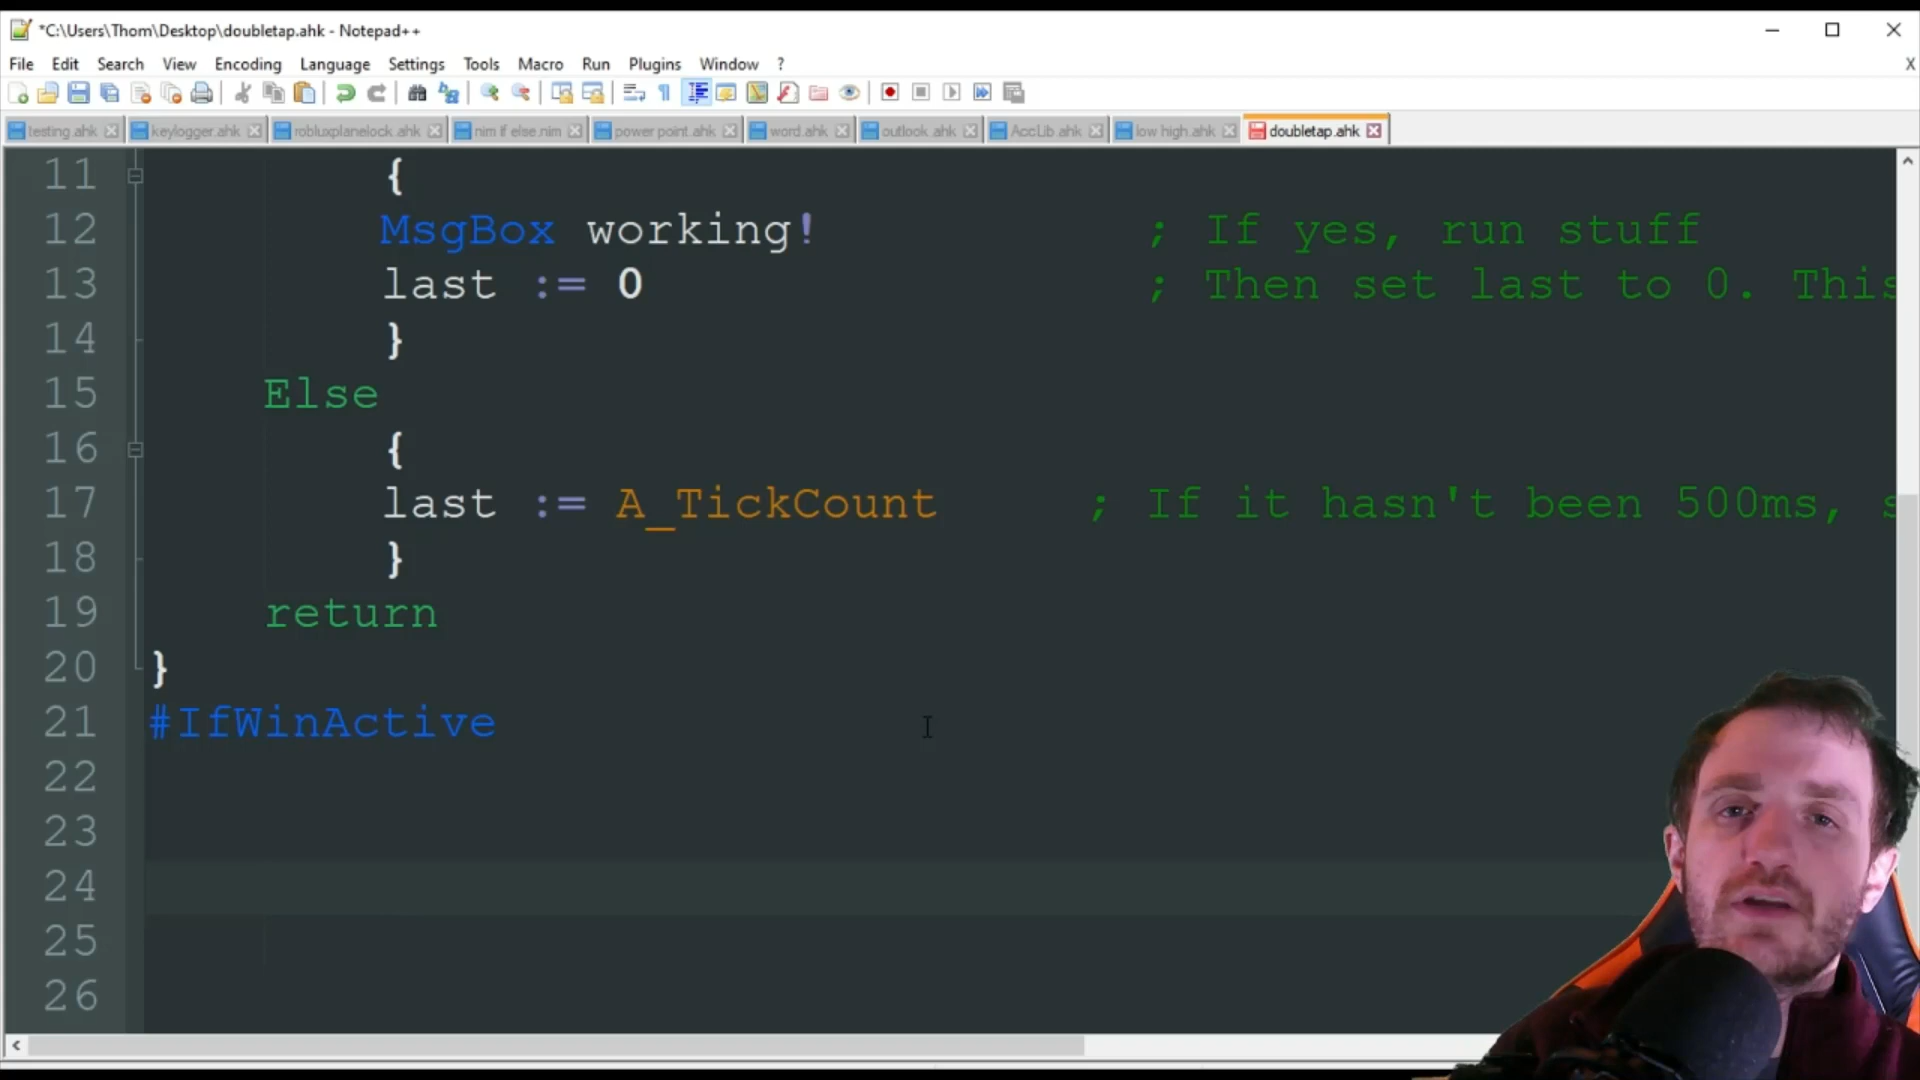 *C:\Users\Thom\Desktop\doubletap.ahk - Notepad++
File Edit Search View Encoding Language Settings Tools Macro Run Plugins Window ? X
testing.ahk keylogger.ahk robluxplanelock.ahk nim if else.nim power point.ahk word.ahk outlook.ahk AccLib.ahk low high.ahk doubletap.ahk
11 {
12 MsgBox working! ; If yes, run stuff
13 last := 0 ; Then set last to 0. This
14 }
15 Else
16 {
17 last := A_TickCount ; If it hasn't been 500ms, s
18 }
19 return
20 }
21 #IfWinActive
22
23
24
25
26